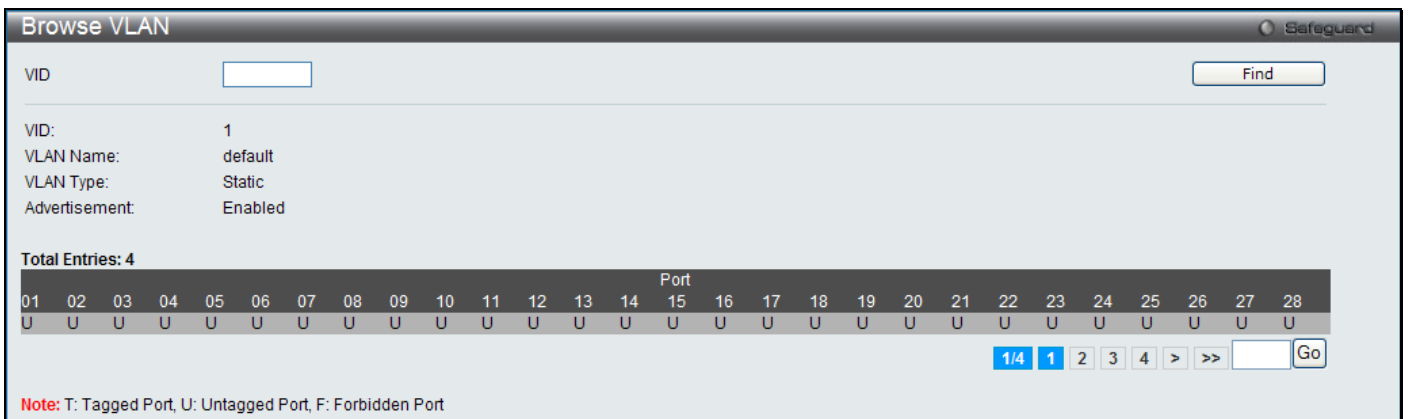 Browse VLAN Safeguard
VID Find
VID: 1
VLAN Name: default
VLAN Type: Static
Advertisement: Enabled
Total Entries: 4
Port
01 02 03 04 05 06 07 08 09 10 11 12 13 14 15 16 17 18 19 20 21 22 23 24 25 26 27 28
U U U U U U U U U U U U U U U U U U U U U U U U U U U U
1/4 1 2 3 4 > >> Go
Note: T: Tagged Port, U: Untagged Port, F: Forbidden Port